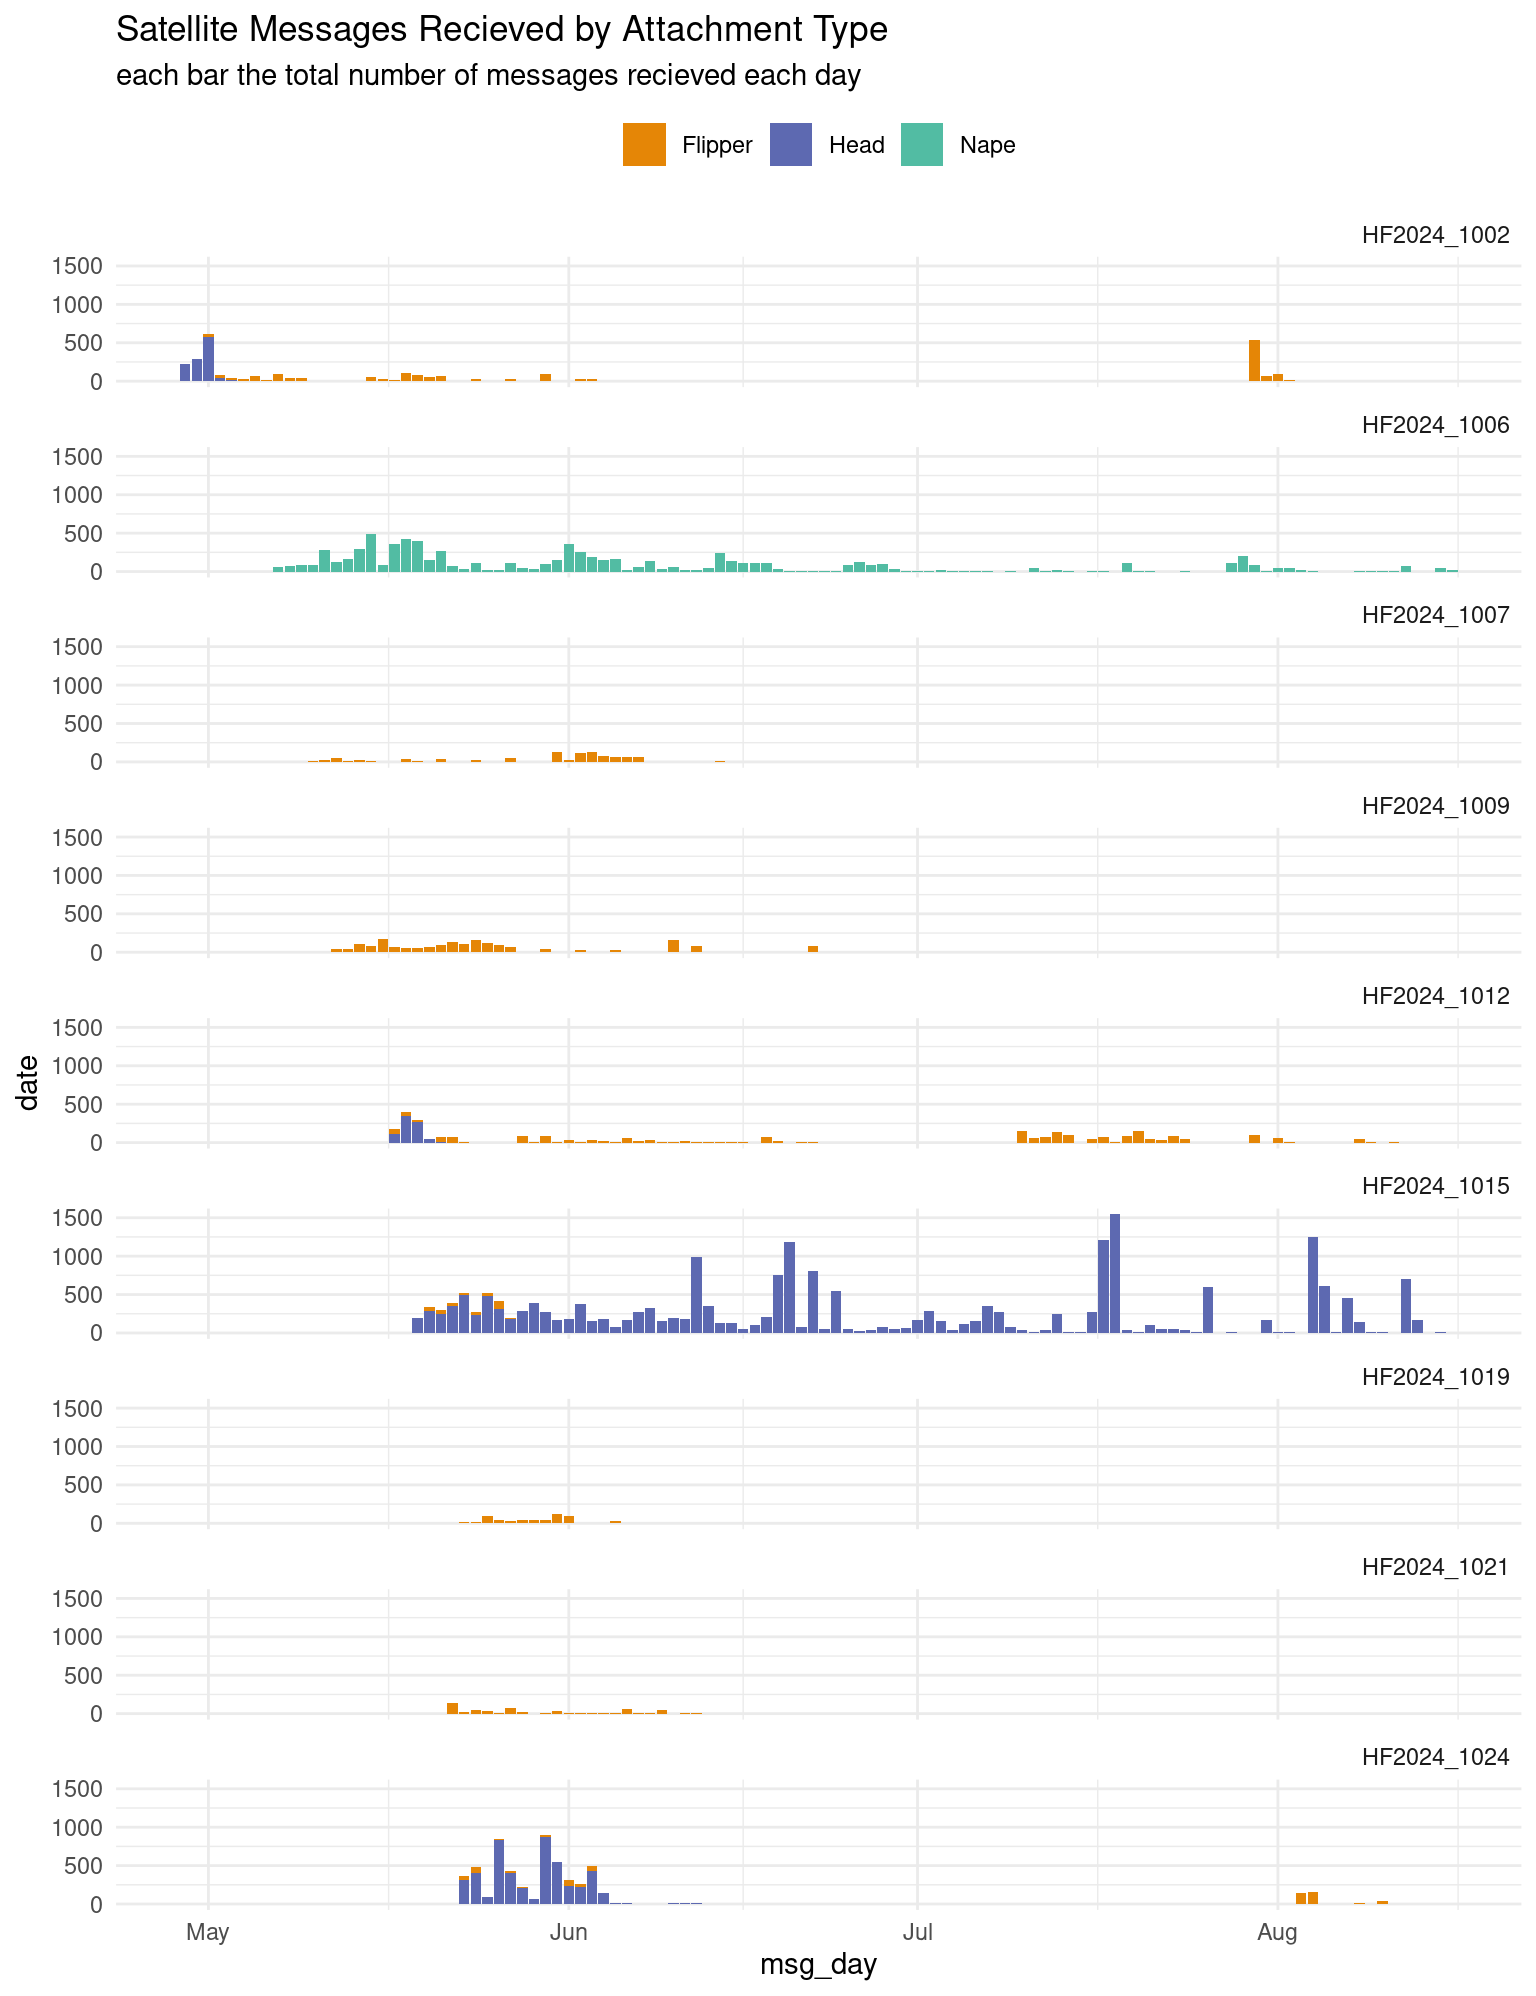 Satellite Messages Recieved by Attachment Type
each bar the total number of messages recieved each day
Flipper Head Nape
HF2024_1002
1500
1000
500
0
HF2024_1006
1500
1000
500
0
HF2024_1007
1500
1000
500
0
HF2024_1009
1500
1000
500
0
HF2024_1012
1500
1000
500
0
date
HF2024_1015
1500
1000
500
0
HF2024_1019
1500
1000
500
0
HF2024_1021
1500
1000
500
0
HF2024_1024
1500
1000
500
0
May Jun Jul Aug
msg_day